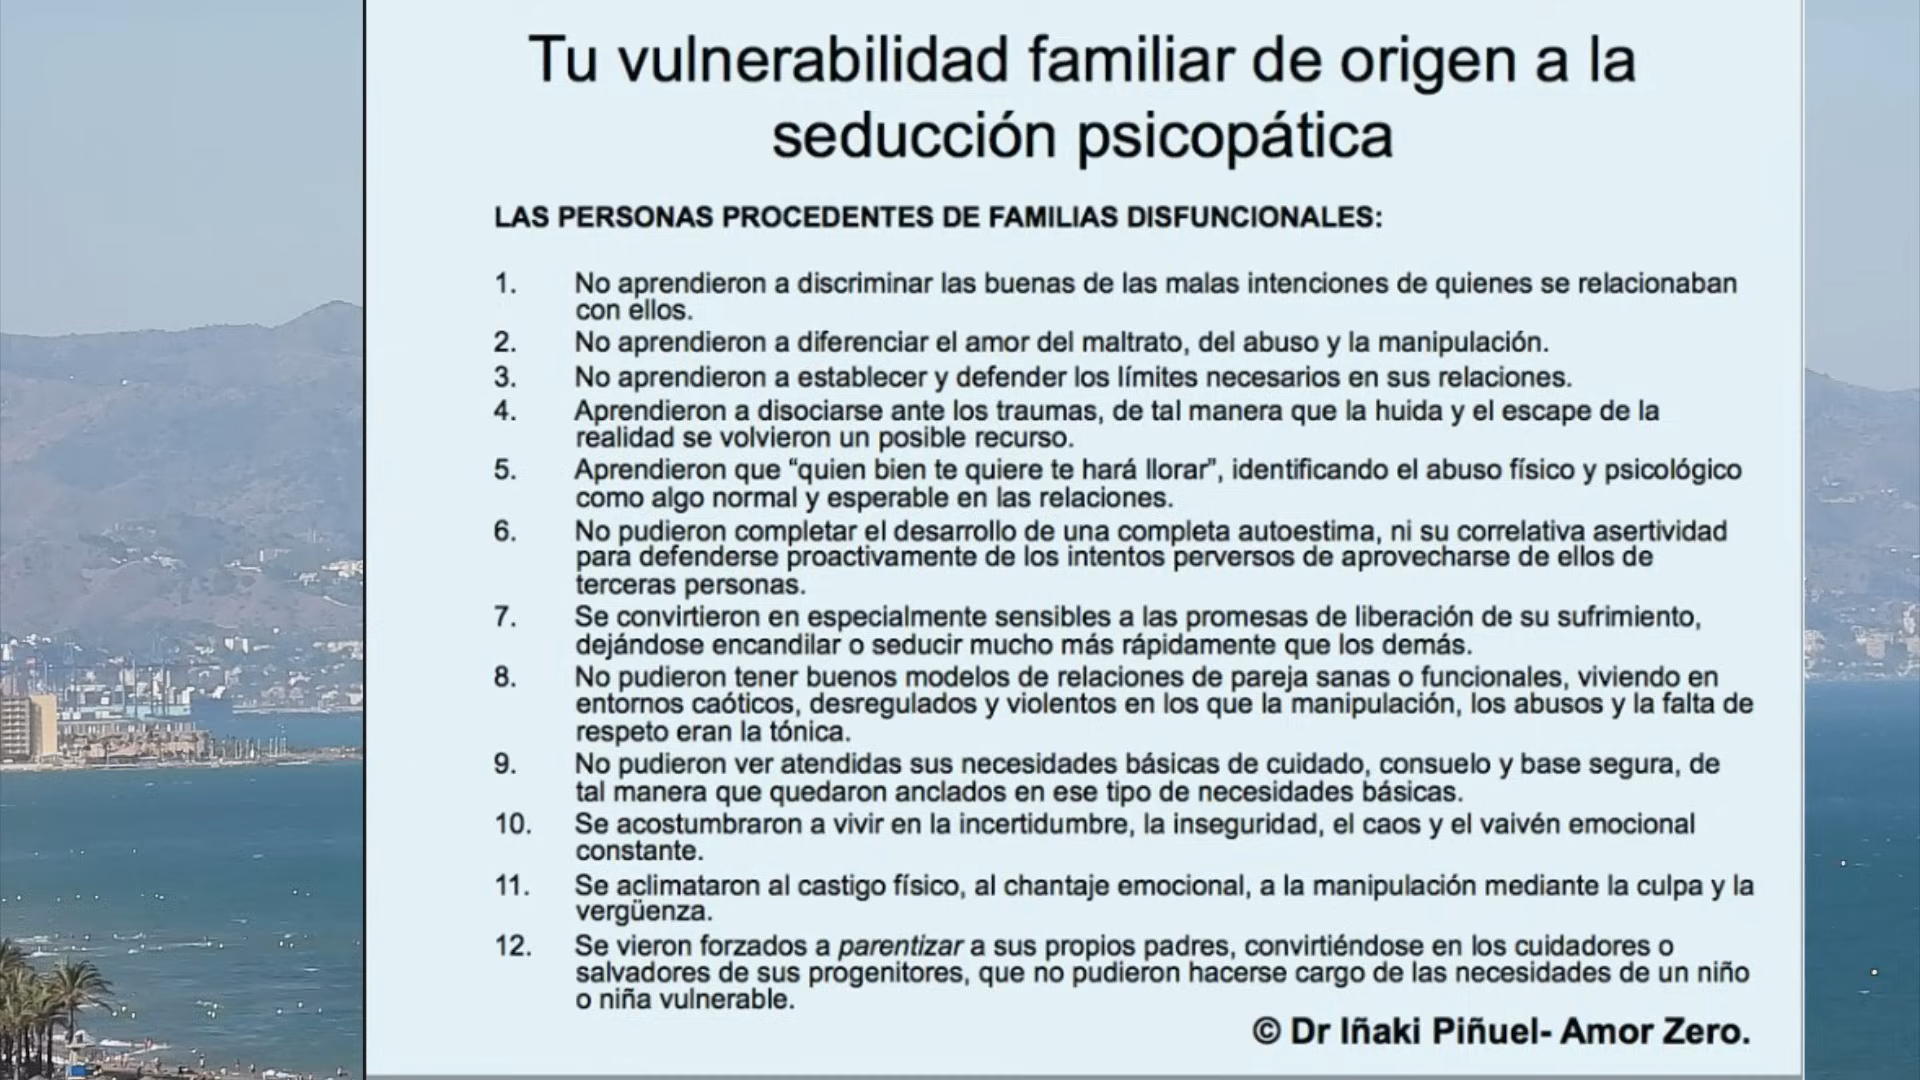 Tu vulnerabilidad familiar de origen a la
seducción psicopática
LAS PERSONAS PROCEDENTES DE FAMILIAS DISFUNCIONALES:
1. No aprendieron a discriminar las buenas de las malas intenciones de quienes se relacionaban
con ellos.
2. No aprendieron a diferenciar el amor del maltrato, del abuso y la manipulación.
3. No aprendieron a establecer y defender los límites necesarios en sus relaciones.
4. Aprendieron a disociarse ante los traumas, de tal manera que la huida y el escape de la
realidad se volvieron un posible recurso.
5. Aprendieron que “quien bien te quiere te hará llorar”, identificando el abuso físico y psicológico
como algo normal y esperable en las relaciones.
6. No pudieron completar el desarrollo de una completa autoestima, ni su correlativa asertividad
para defenderse proactivamente de los intentos perversos de aprovecharse de ellos de
terceras personas.
7. Se convirtieron en especialmente sensibles a las promesas de liberación de su sufrimiento,
dejándose encandilar o seducir mucho más rápidamente que los demás.
8. No pudieron tener buenos modelos de relaciones de pareja sanas o funcionales, viviendo en
entornos caóticos, desregulados y violentos en los que la manipulación, los abusos y la falta de
respeto eran la tónica.
9. No pudieron ver atendidas sus necesidades básicas de cuidado, consuelo y base segura, de
tal manera que quedaron anclados en ese tipo de necesidades básicas.
10. Se acostumbraron a vivir en la incertidumbre, la inseguridad, el caos y el vaivén emocional
constante.
11. Se aclimataron al castigo físico, al chantaje emocional, a la manipulación mediante la culpa y la
vergüenza.
12. Se vieron forzados a parentizar a sus propios padres, convirtiéndose en los cuidadores o
salvadores de sus progenitores, que no pudieron hacerse cargo de las necesidades de un niño
o niña vulnerable.
© Dr Iñaki Piñuel- Amor Zero.